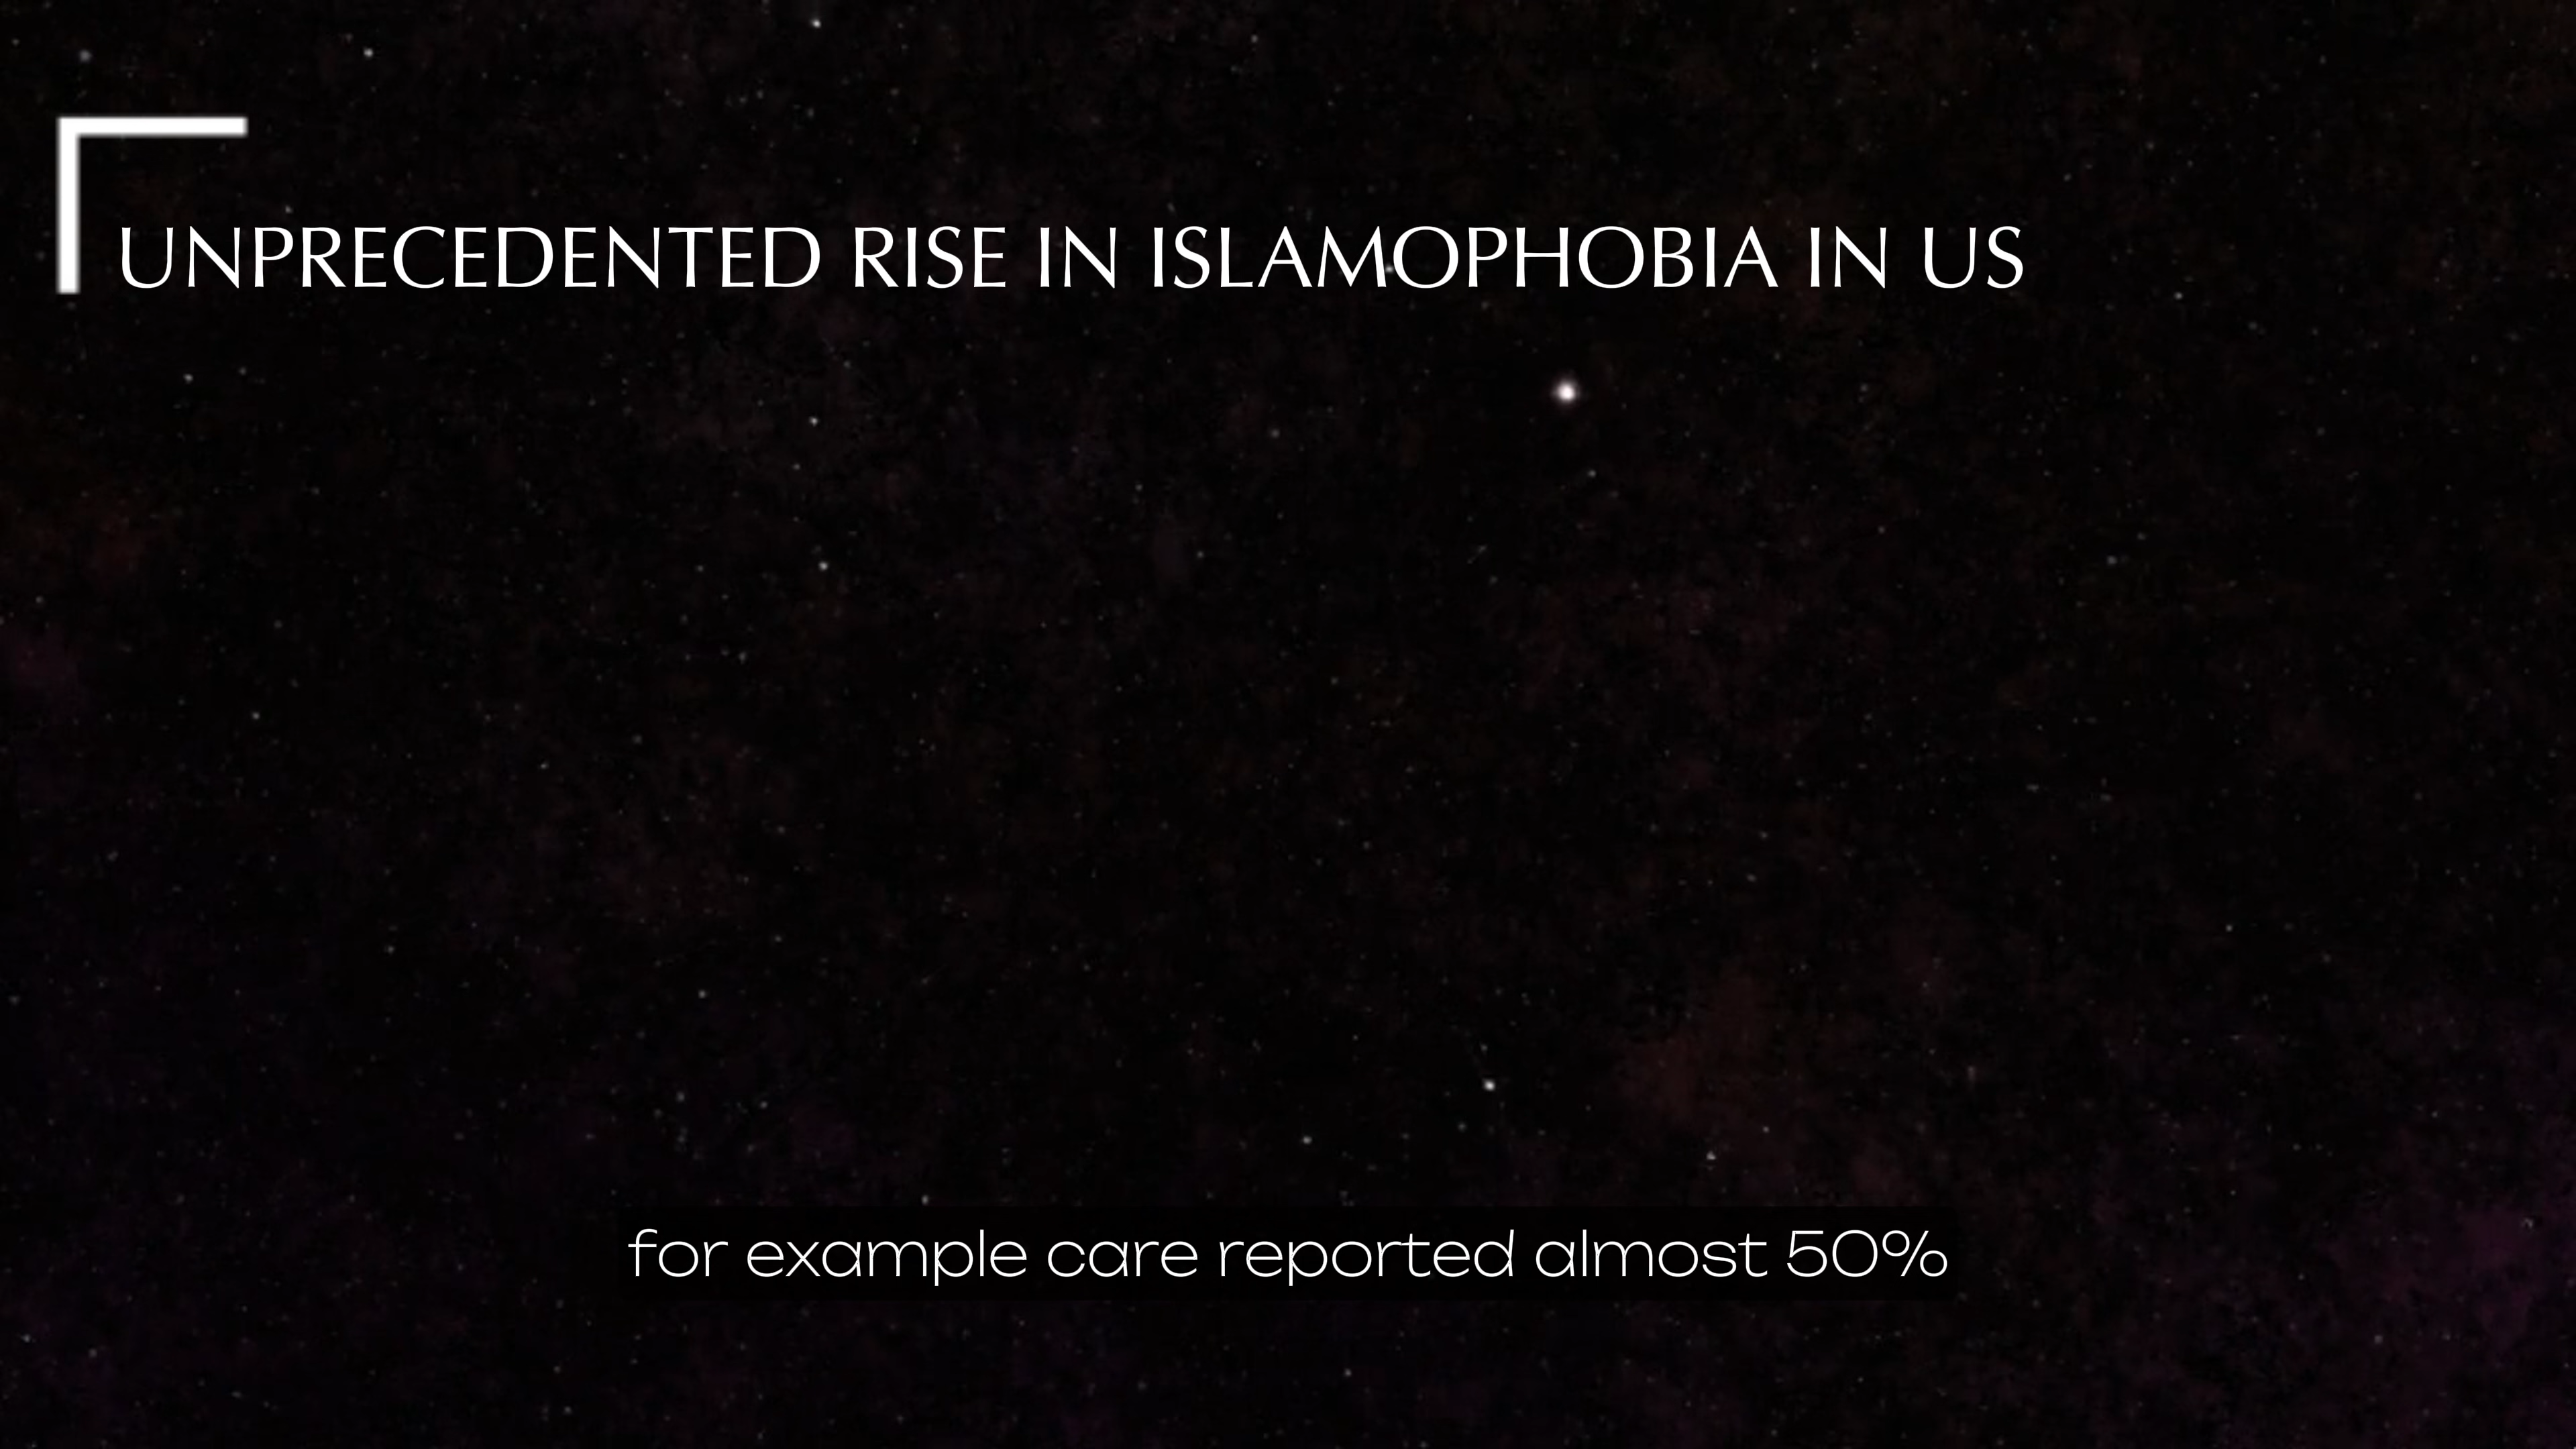 UNPRECEDENTED RISE IN ISLAMOPHOBIA IN US
for example care reported almost 50%